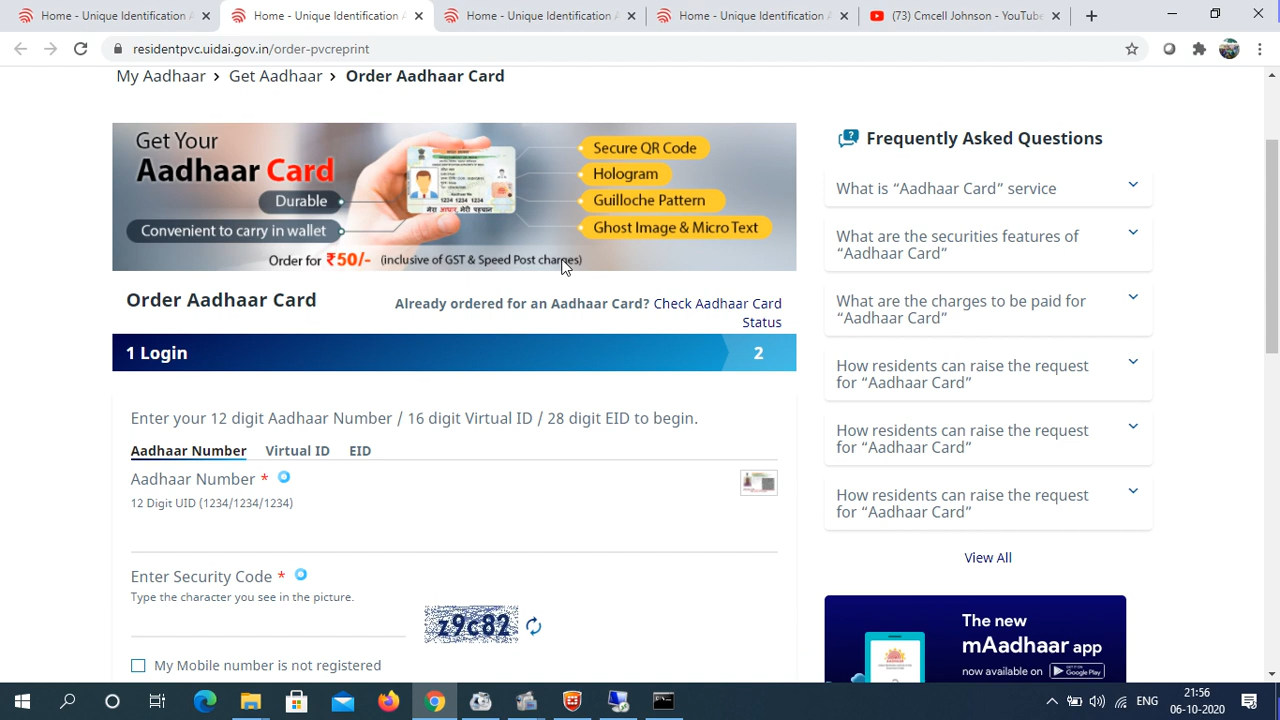 Home - Unique Identification A
Home - Unique Identification A
Home - Unique Identification A
Home - Unique Identification A
(73) Cmcell Johnson - YouTube
residentpvc.uidai.gov.in/order-pvcreprint
My Aadhaar > Get Aadhaar > Order Aadhaar Card
Get Your
Aadhaar Card
Durable
Convenient to carry in wallet
Secure QR Code
Hologram
Guilloche Pattern
Ghost Image & Micro Text
1234 1234 1234
मेरा आधार, मेरी पहचान
Order for ₹50/- (inclusive of GST & Speed Post charges)
Order Aadhaar Card
Already ordered for an Aadhaar Card? Check Aadhaar Card
Status
1 Login
2
Enter your 12 digit Aadhaar Number / 16 digit Virtual ID / 28 digit EID to begin.
Aadhaar Number Virtual ID EID
Aadhaar Number *
12 Digit UID (1234/1234/1234)
Enter Security Code *
Type the character you see in the picture.
z9c82
My Mobile number is not registered
Frequently Asked Questions
What is “Aadhaar Card” service
What are the securities features of
“Aadhaar Card”
What are the charges to be paid for
“Aadhaar Card”
How residents can raise the request
for “Aadhaar Card”
How residents can raise the request
for “Aadhaar Card”
How residents can raise the request
for “Aadhaar Card”
View All
The new
mAadhaar app
now available on
Google Play
ENG
21:56
06-10-2020